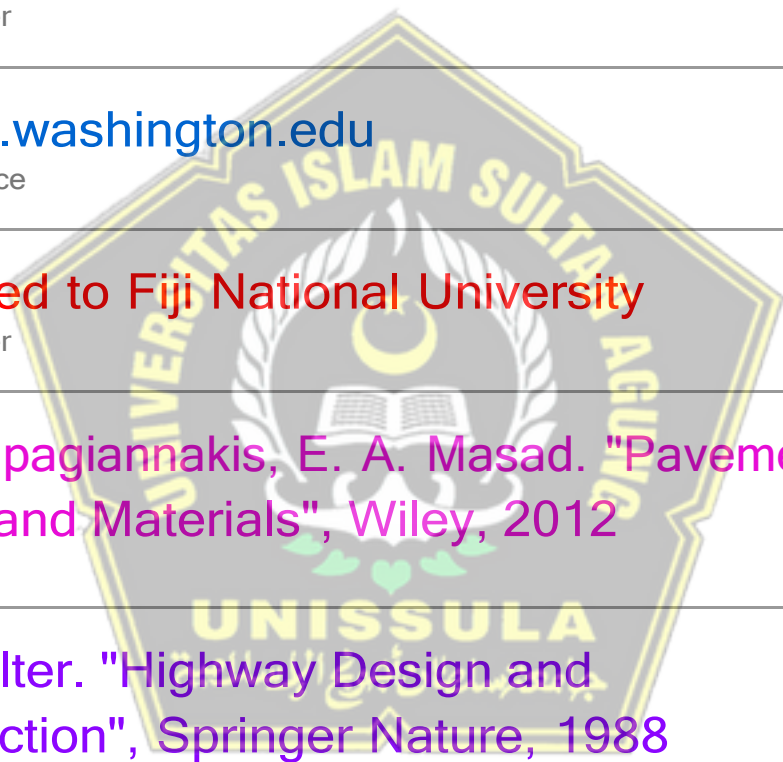 r
.washington.edu
ce
UNIVERSITAS ISLAM SULTAN AGUNG
ed to Fiji National University
r
pagiannakis, E. A. Masad. "Paveme
and Materials", Wiley, 2012
UNISSULA
lter. "Highway Design and
ction", Springer Nature, 1988